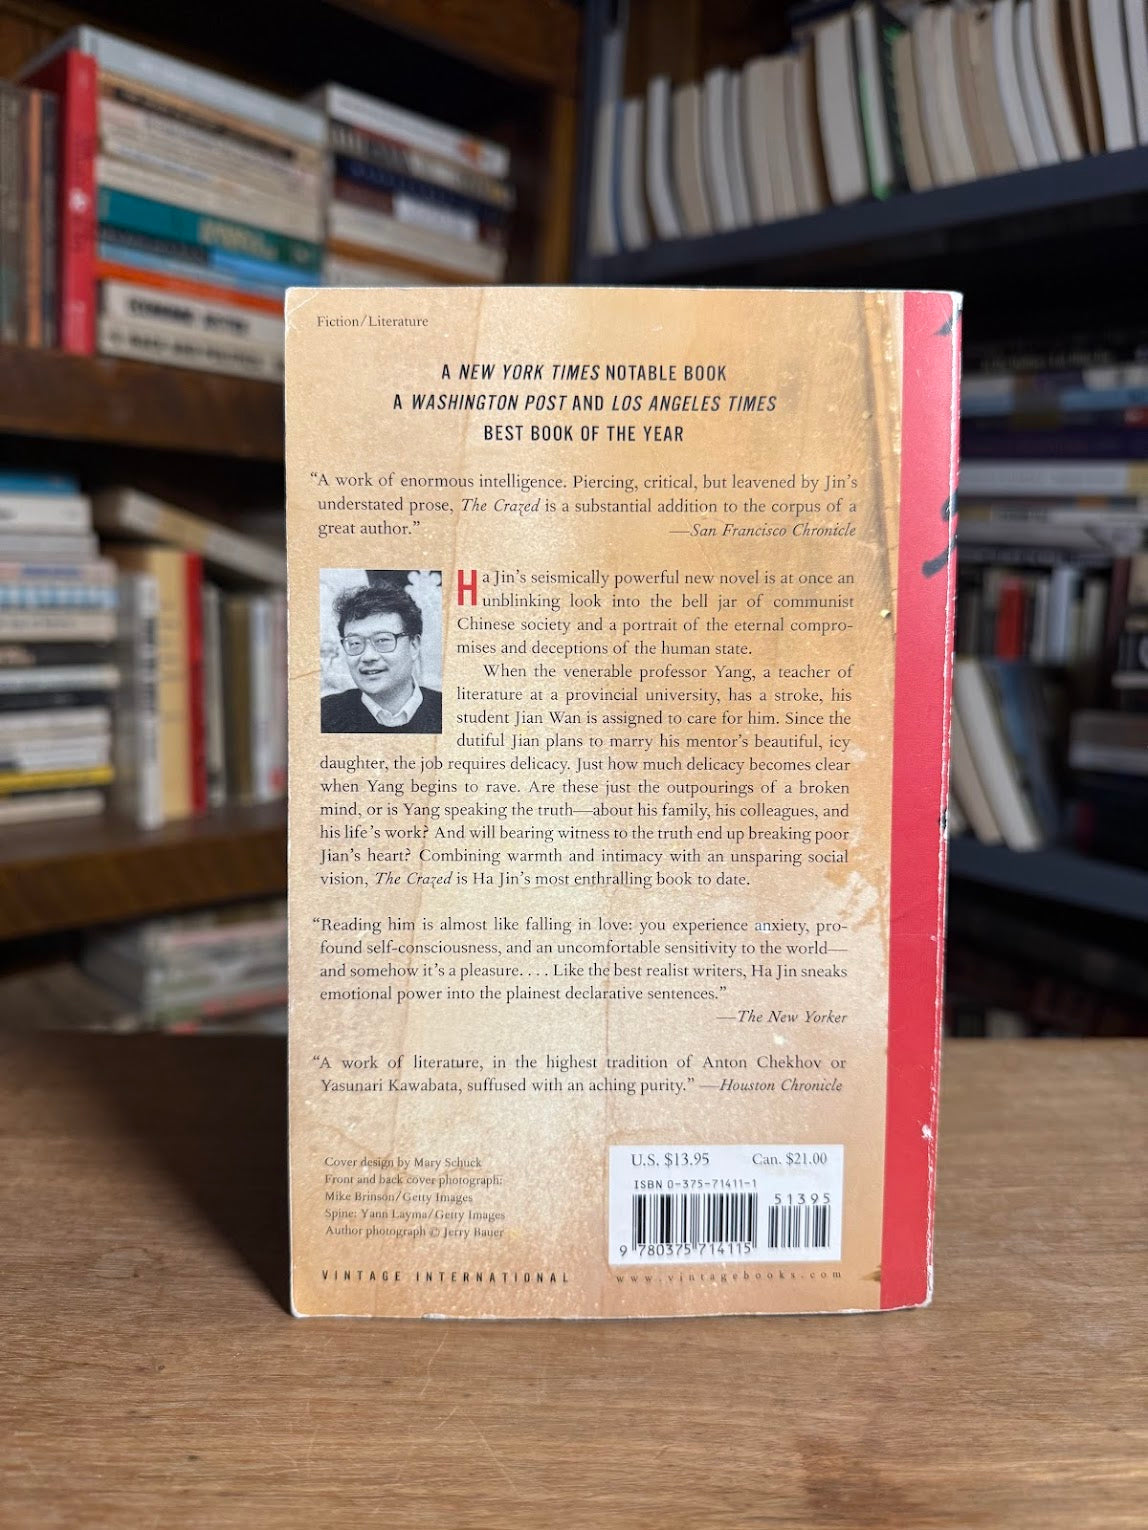 Fiction/Literature
A NEW YORK TIMES NOTABLE BOOK
A WASHINGTON POST AND LOS ANGELES TIMES
BEST BOOK OF THE YEAR
“A work of enormous intelligence. Piercing, critical, but leavened by Jin’s
understated prose, The Crazed is a substantial addition to the corpus of a
great author.” —San Francisco Chronicle
Ha Jin’s seismically powerful new novel is at once an
unblinking look into the bell jar of communist
Chinese society and a portrait of the eternal compro-
mises and deceptions of the human state.
When the venerable professor Yang, a teacher of
literature at a provincial university, has a stroke, his
student Jian Wan is assigned to care for him. Since the
dutiful Jian plans to marry his mentor’s beautiful, icy
daughter, the job requires delicacy. Just how much delicacy becomes clear
when Yang begins to rave. Are these just the outpourings of a broken
mind, or is Yang speaking the truth—about his family, his colleagues, and
his life’s work? And will bearing witness to the truth end up breaking poor
Jian’s heart? Combining warmth and intimacy with an unsparing social
vision, The Crazed is Ha Jin’s most enthralling book to date.
“Reading him is almost like falling in love: you experience anxiety, pro-
found self-consciousness, and an uncomfortable sensitivity to the world—
and somehow it’s a pleasure. . . . Like the best realist writers, Ha Jin sneaks
emotional power into the plainest declarative sentences.”
—The New Yorker
“A work of literature, in the highest tradition of Anton Chekhov or
Yasunari Kawabata, suffused with an aching purity.” —Houston Chronicle
Cover design by Mary Schuck
Front and back cover photograph:
Mike Brinson/Getty Images
Spine: Yann Layma/Getty Images
Author photograph © Jerry Bauer
VINTAGE INTERNATIONAL
U.S. $13.95 Can. $21.00
ISBN 0-375-71411-1
51395
9 780375 714115
www.vintagebooks.com